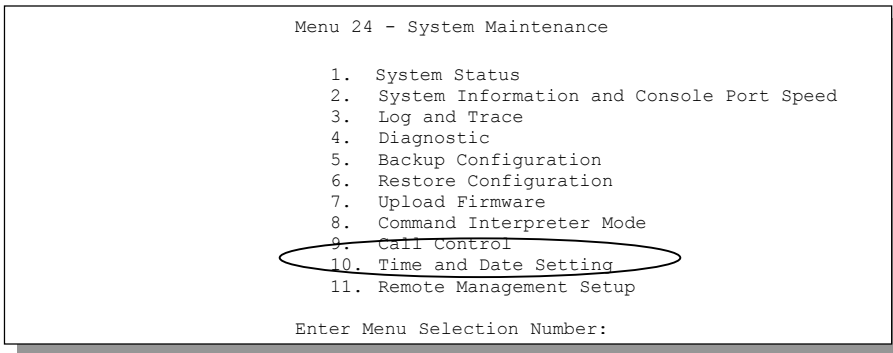 Menu 24 - System Maintenance
1. System Status
2. System Information and Console Port Speed
3. Log and Trace
4. Diagnostic
5. Backup Configuration
6. Restore Configuration
7. Upload Firmware
8. Command Interpreter Mode
9. Call Control
10. Time and Date Setting
11. Remote Management Setup
Enter Menu Selection Number: